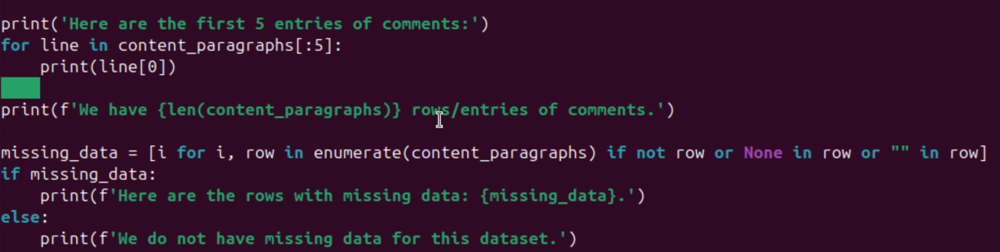 print('Here are the first 5 entries of comments:')
for line in content_paragraphs[:5]:
    print(line[0])

print(f'We have {len(content_paragraphs)} rows/entries of comments.')

missing_data = [i for i, row in enumerate(content_paragraphs) if not row or None in row or "" in row]
if missing_data:
    print(f'Here are the rows with missing data: {missing_data}.')
else:
    print(f'We do not have missing data for this dataset.')